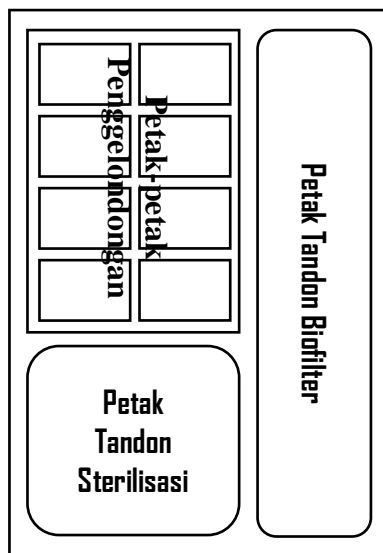 Petak-petak
Penggelondongan
Petak Tandon Biofilter
Petak
Tandon
Sterilisasi